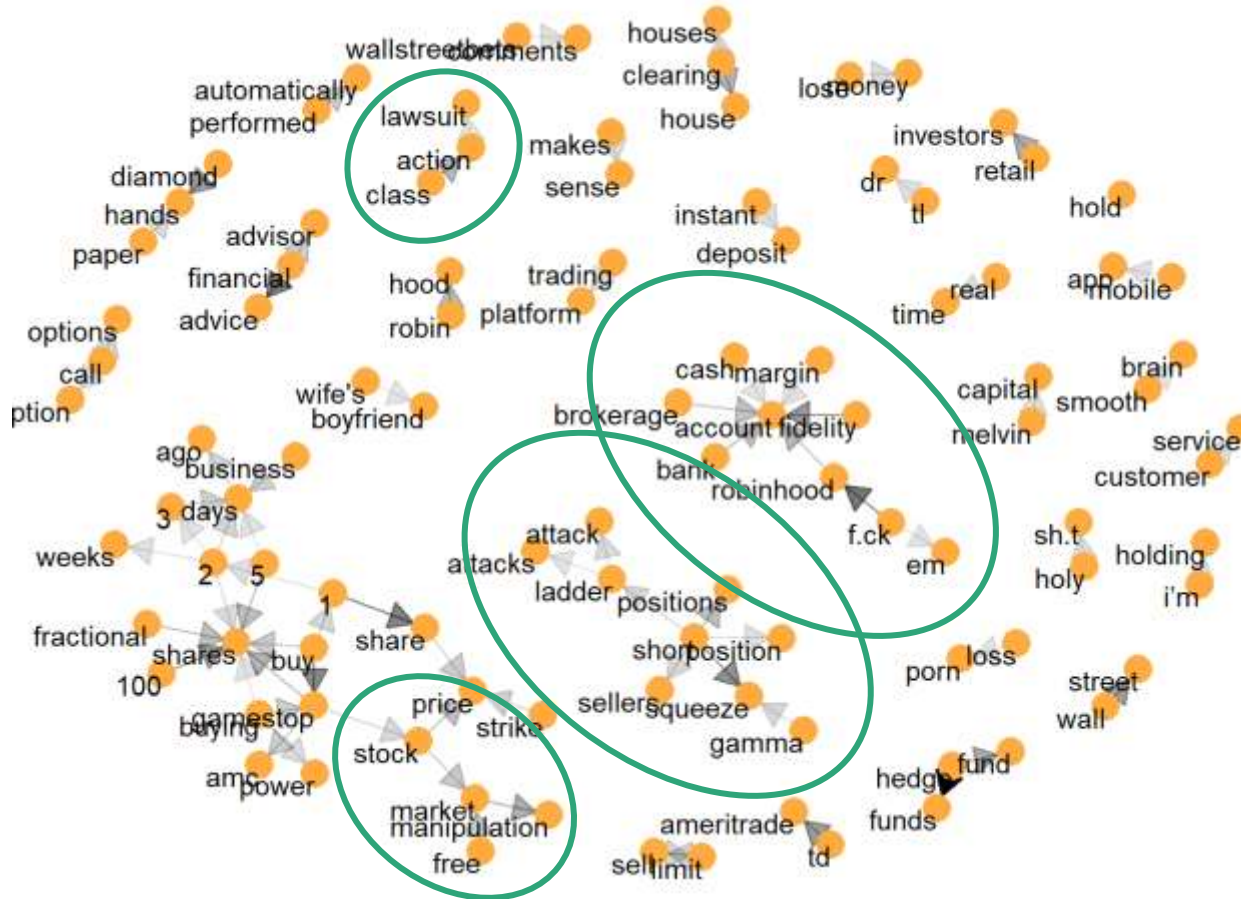 houses
wallstreetbets
comments
clearing
lose
money
automatically
lawsuit
performed
house
investors
makes
action
retail
diamond
class
sense
dr
tl
hands
instant
hold
paper
advisor
deposit
financial
hood
trading
real
app
mobile
advice
robin
platform
time
options
call
cash
margin
brain
wife's
capital
smooth
ption
boyfriend
brokerage
account
fidelity
melvin
service
ago
business
bank
customer
robinhood
3
days
attack
f.ck
sh.t
weeks
attacks
holding
2
5
ladder
em
holy
i'm
1
positions
fractional
share
shares
buy
short
position
porn
loss
100
sellers
street
price
squeeze
gamestop
buying
strike
wall
stock
gamma
amc
power
hedge
fund
market
manipulation
ameritrade
funds
free
sell
limit
td